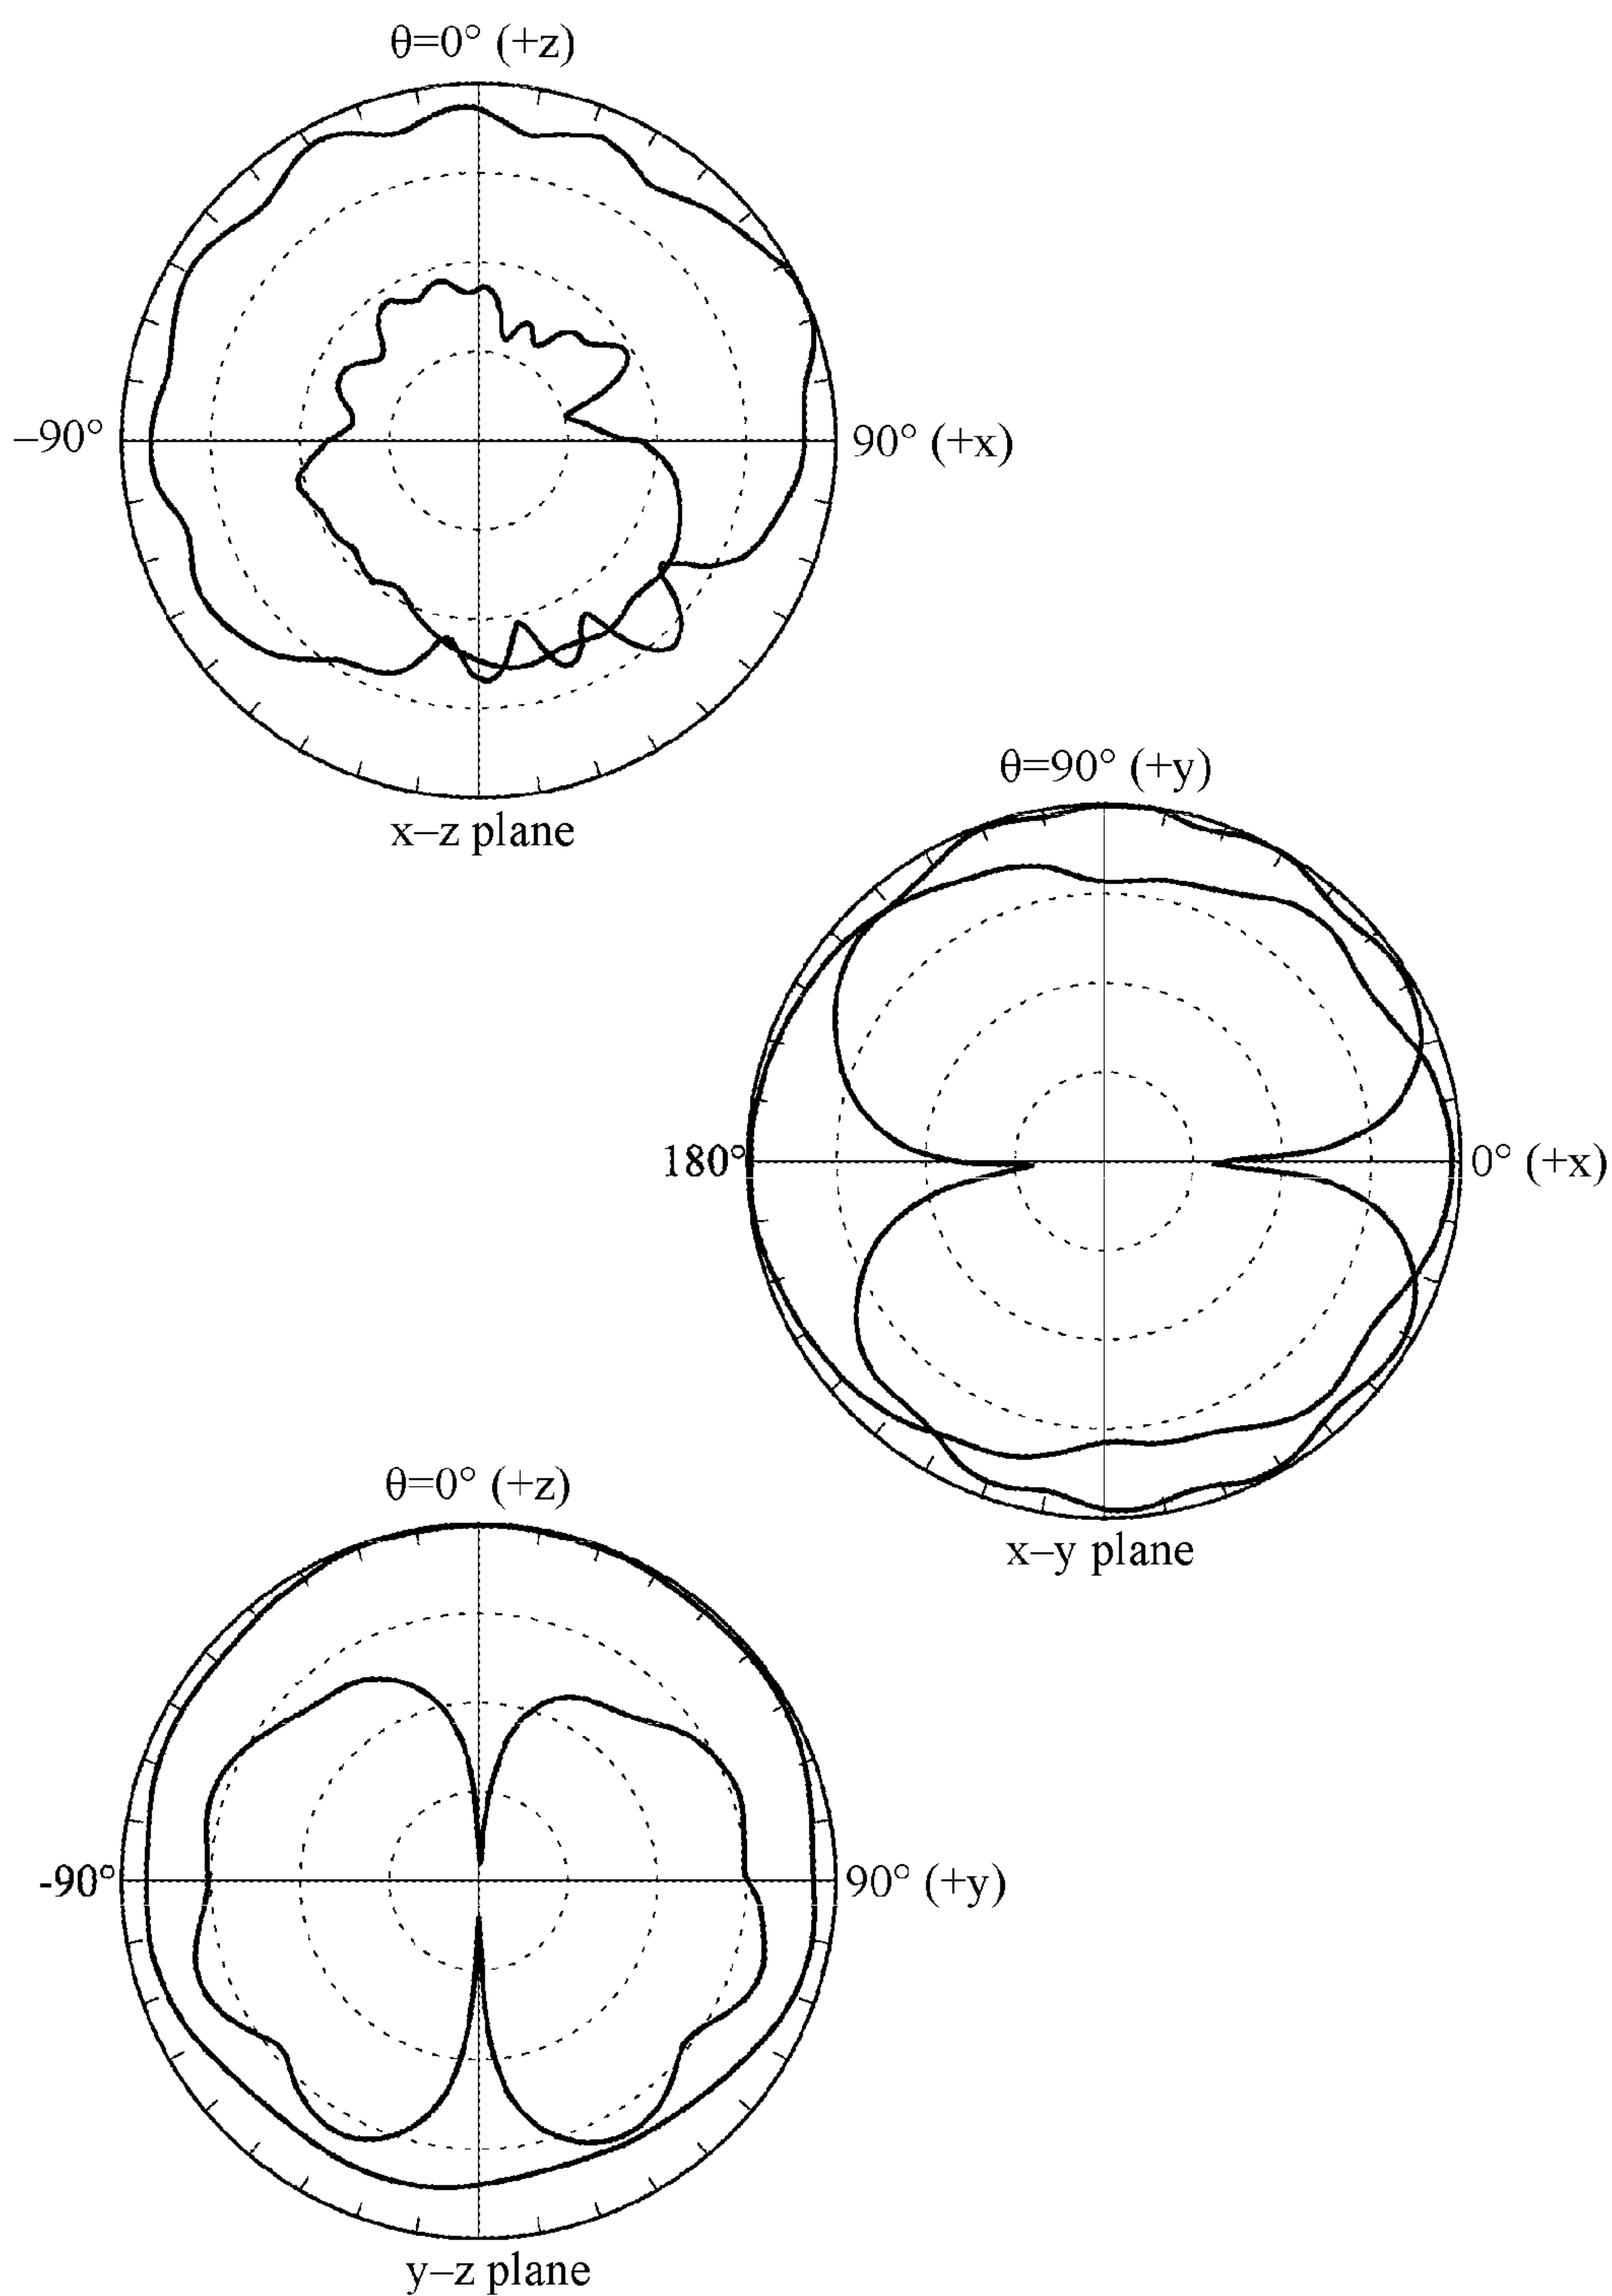 θ=0° (+z)
–90°
90° (+x)
x–z plane
θ=90° (+y)
180°
0° (+x)
x–y plane
θ=0° (+z)
-90°
90° (+y)
y–z plane